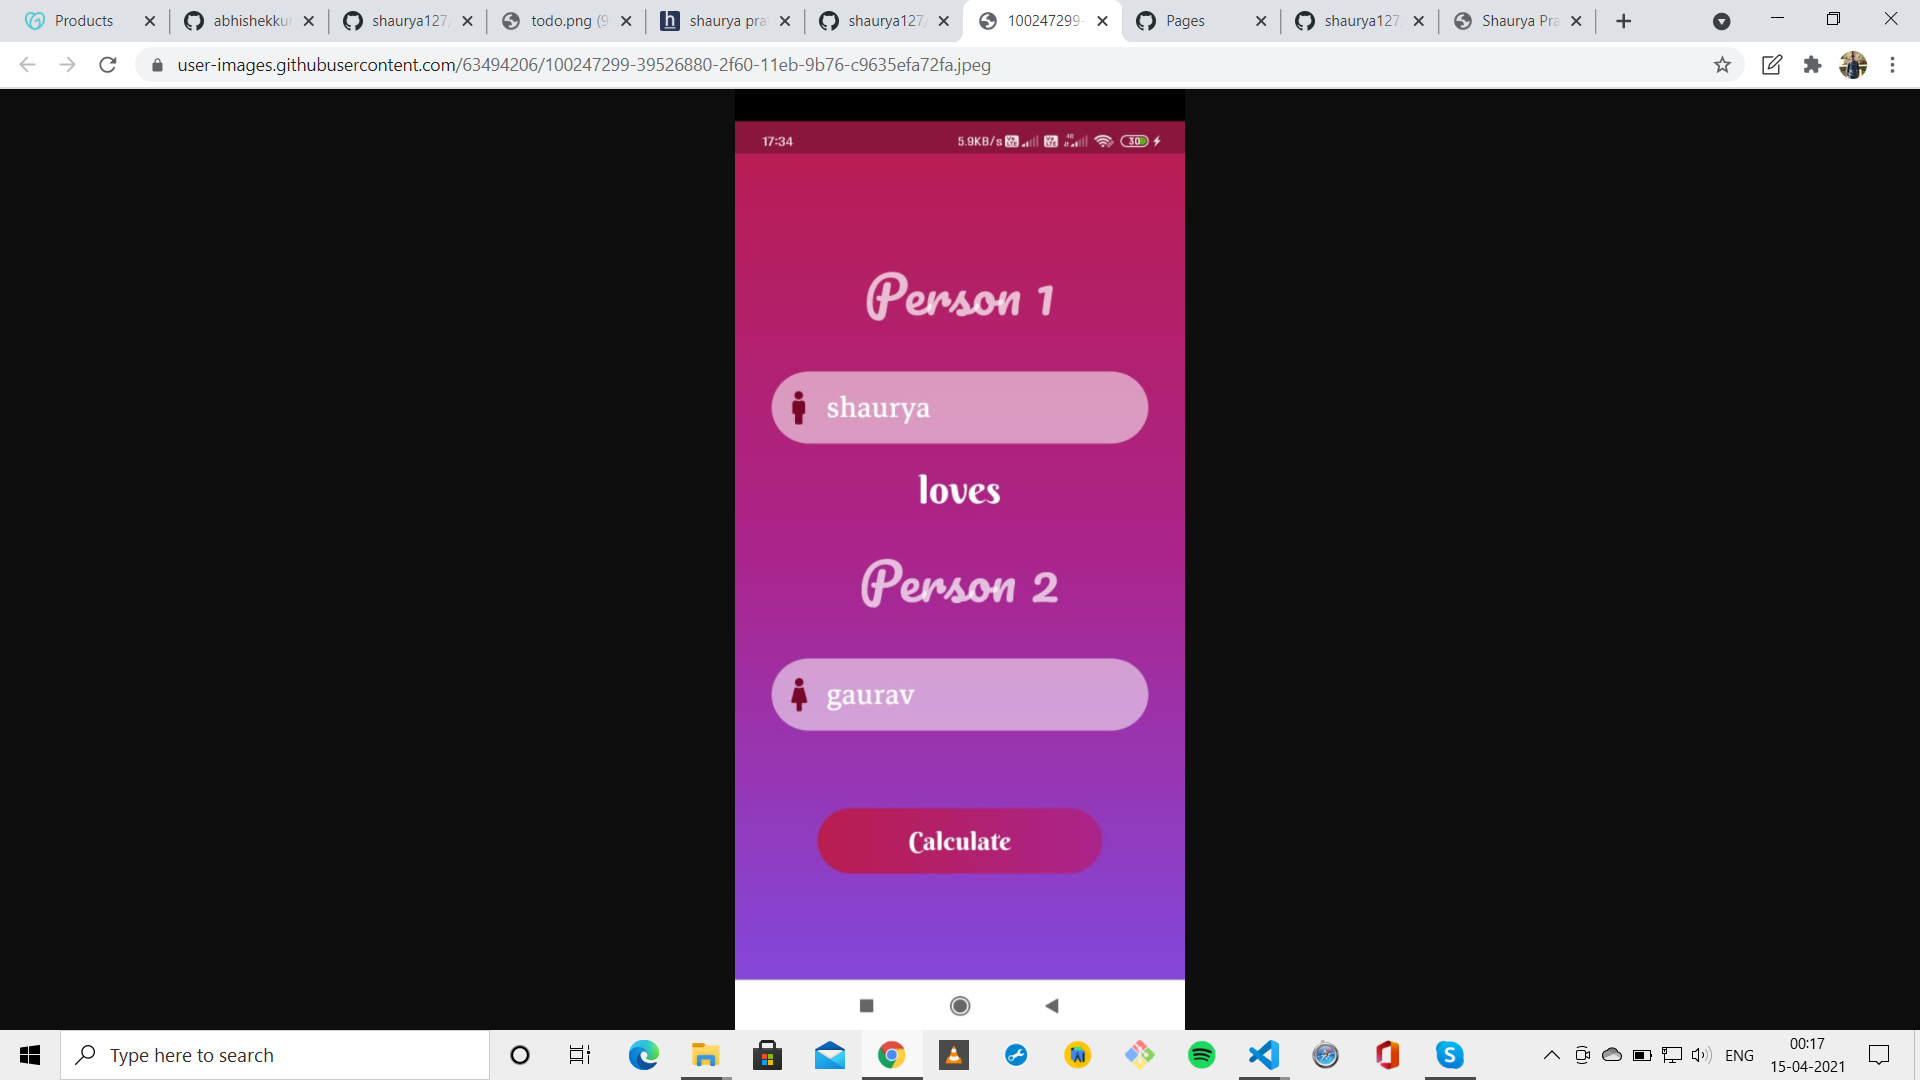 Products
abhishekku
shaurya127/
todo.png (9
shaurya pra
shaurya127/
100247299-
Pages
shaurya127
Shaurya Pra
user-images.githubusercontent.com/63494206/100247299-39526880-2f60-11eb-9b76-c9635efa72fa.jpeg
17:34
5.9KB/s
4G
30
Person 1
shaurya
loves
Person 2
gaurav
Calculate
Type here to search
ENG
00:17
15-04-2021